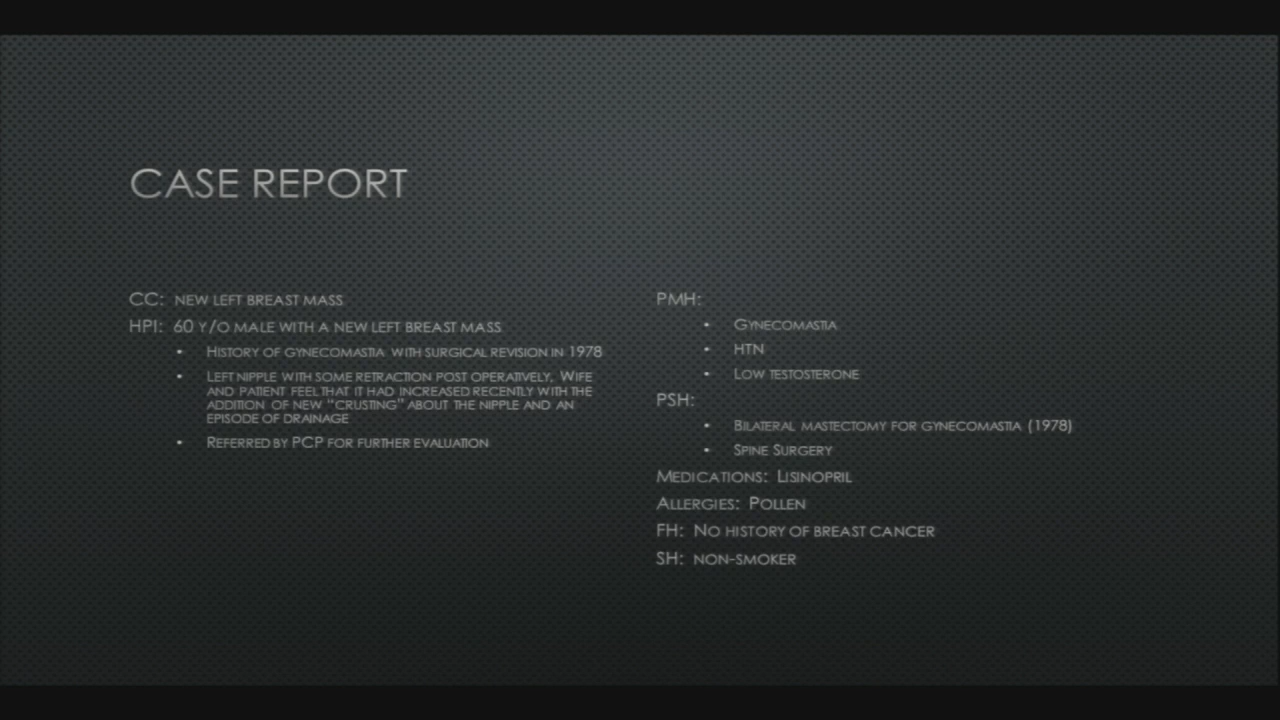 CASE REPORT
CC: NEW LEFT BREAST MASS
HPI: 60 Y/O MALE WITH A NEW LEFT BREAST MASS
• HISTORY OF GYNECOMASTIA WITH SURGICAL REVISION IN 1978
• LEFT NIPPLE WITH SOME RETRACTION POST OPERATIVELY. WIFE
AND PATIENT FEEL THAT IT HAD INCREASED RECENTLY WITH THE
ADDITION OF NEW “CRUSTING” ABOUT THE NIPPLE AND AN
EPISODE OF DRAINAGE
• REFERRED BY PCP FOR FURTHER EVALUATION
PMH:
• GYNECOMASTIA
• HTN
• LOW TESTOSTERONE
PSH:
• BILATERAL MASTECTOMY FOR GYNECOMASTIA (1978)
• SPINE SURGERY
MEDICATIONS: LISINOPRIL
ALLERGIES: POLLEN
FH: NO HISTORY OF BREAST CANCER
SH: NON-SMOKER